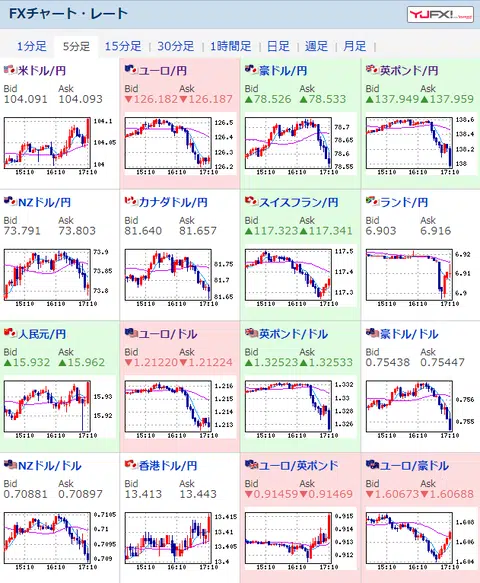 FXチャート・レート
YJFX!
1分足 | 5分足 | 15分足 | 30分足 | 1時間足 | 日足 | 週足 | 月足 |
米ドル/円 ユーロ/円 豪ドル/円 英ポンド/円
Bid Ask Bid Ask Bid Ask Bid Ask
104.091 104.093 ▼126.182 ▼126.187 ▲78.526 ▲78.533 ▲137.949 ▲137.959
104.1 126.5 78.7 138.6
104.05 126.4 78.65 138.4
104 126.3 78.6 138.2
126.2 78.55 138
15:10 16:10 17:10 15:10 16:10 17:10 15:10 16:10 17:10 15:10 16:10 17:10
NZドル/円 カナダドル/円 スイスフラン/円 ランド/円
Bid Ask Bid Ask Bid Ask Bid Ask
73.791 73.803 81.640 81.657 ▲117.323 ▲117.341 6.903 6.916
73.9 81.75 117.5 6.92
73.85 81.7 117.4 6.91
73.8 81.65 117.3 6.9
15:10 16:10 17:10 15:10 16:10 17:10 15:10 16:10 17:10 15:10 16:10 17:10
人民元/円 ユーロ/ドル 英ポンド/ドル 豪ドル/ドル
Bid Ask Bid Ask Bid Ask Bid Ask
▲15.932 ▲15.962 ▼1.21220 ▼1.21224 ▲1.32523 ▲1.32533 0.75438 0.75447
15.93 1.216 1.332 0.756
15.92 1.215 1.33 0.755
1.214 1.328
1.213 1.326
15:10 16:10 17:10 15:10 16:10 17:10 15:10 16:10 17:10 15:10 16:10 17:10
NZドル/ドル 香港ドル/円 ユーロ/英ポンド ユーロ/豪ドル
Bid Ask Bid Ask Bid Ask Bid Ask
0.70881 0.70897 13.413 13.443 ▼0.91459 ▼0.91469 ▼1.60673 ▼1.60688
0.7105 13.415 0.915 1.608
0.71 13.41 0.914 1.606
0.7095 13.405 0.913 1.604
0.709 13.4 0.912
15:10 16:10 17:10 15:10 16:10 17:10 15:10 16:10 17:10 15:10 16:10 17:10